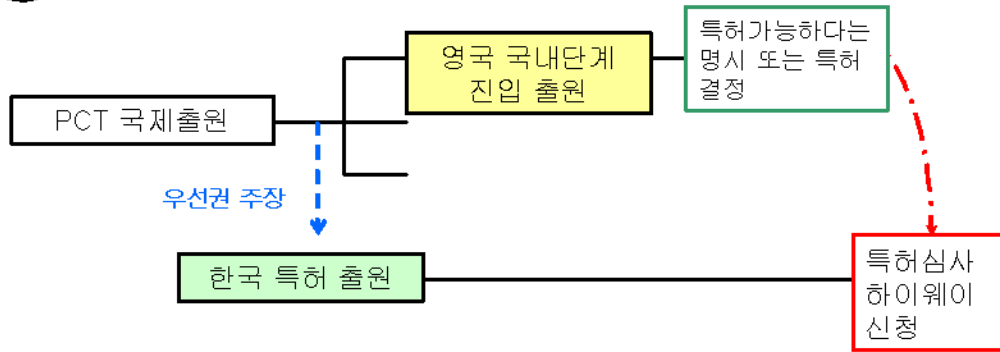 특허가능하다는
명시 또는 특허
결정
영국 국내단계
진입 출원
PCT 국제출원
우선권 주장
한국 특허 출원
특허심사
하이웨이
신청